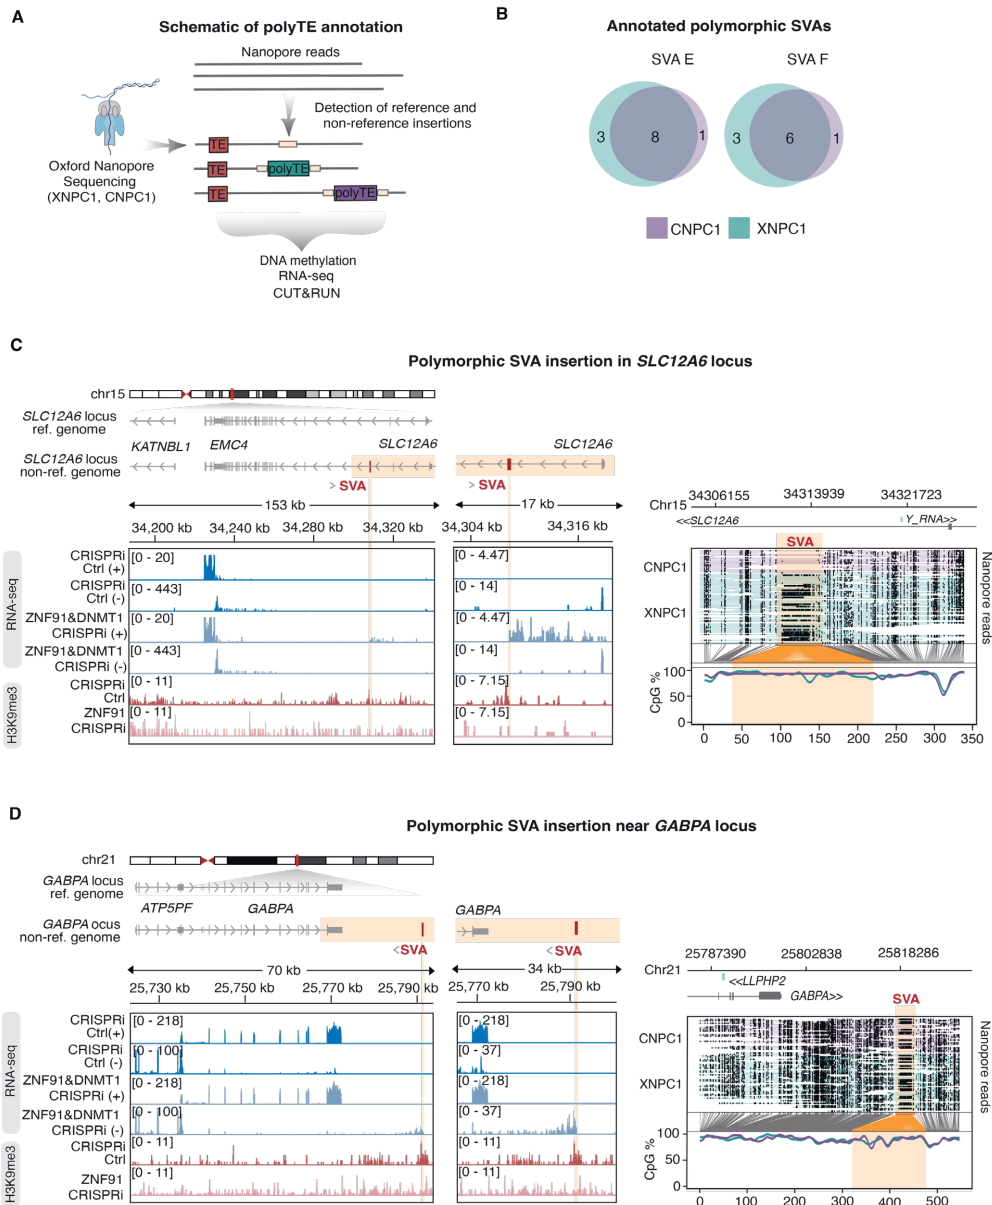 A
Schematic of polyTE annotation
Nanopore reads
Detection of reference and
non-reference insertions
Oxford Nanopore
Sequencing
(XNPC1, CNPC1)
TE
TE
polyTE
TE
polyTE
DNA methylation
RNA-seq
CUT&RUN
B
Annotated polymorphic SVAs
SVA E
SVA F
3
8
1
3
6
1
CNPC1
XNPC1
C
Polymorphic SVA insertion in SLC12A6 locus
chr15
SLC12A6 locus
ref. genome
KATNBL1
EMC4
SLC12A6
SLC12A6
SLC12A6 locus
non-ref. genome
> SVA
> SVA
153 kb
17 kb
34,200 kb
34,240 kb
34,280 kb
34,320 kb
34,304 kb
34,316 kb
RNA-seq
CRISPRi
Ctrl (+)
[0 - 20]
[0 - 4.47]
CRISPRi
Ctrl (-)
[0 - 443]
[0 - 14]
ZNF91&DNMT1
CRISPRi (+)
[0 - 20]
[0 - 4.47]
ZNF91&DNMT1
CRISPRi (-)
[0 - 443]
[0 - 14]
H3K9me3
CRISPRi
Ctrl
[0 - 11]
[0 - 7.15]
ZNF91
CRISPRi
[0 - 11]
[0 - 7.15]
Chr15
34306155
34313939
34321723
<<SLC12A6
Y_RNA>>
SVA
CNPC1
XNPC1
Nanopore reads
CpG %
100
50
0
0
50
100
150
200
250
300
350
D
Polymorphic SVA insertion near GABPA locus
chr21
GABPA locus
ref. genome
ATP5PF
GABPA
GABPA
GABPA ocus
non-ref. genome
<SVA
<SVA
70 kb
34 kb
25,730 kb
25,750 kb
25,770 kb
25,790 kb
25,770 kb
25,790 kb
RNA-seq
CRISPRi
Ctrl(+)
[0 - 218]
[0 - 218]
CRISPRi
Ctrl (-)
[0 - 100]
[0 - 37]
ZNF91&DNMT1
CRISPRi (+)
[0 - 218]
[0 - 218]
ZNF91&DNMT1
CRISPRi (-)
[0 - 100]
[0 - 37]
H3K9me3
CRISPRi
Ctrl
[0 - 11]
[0 - 11]
ZNF91
CRISPRi
[0 - 11]
[0 - 11]
Chr21
25787390
25802838
25818286
<<LLPHP2
GABPA>>
SVA
CNPC1
XNPC1
Nanopore reads
CpG %
100
50
0
0
100
200
300
400
500